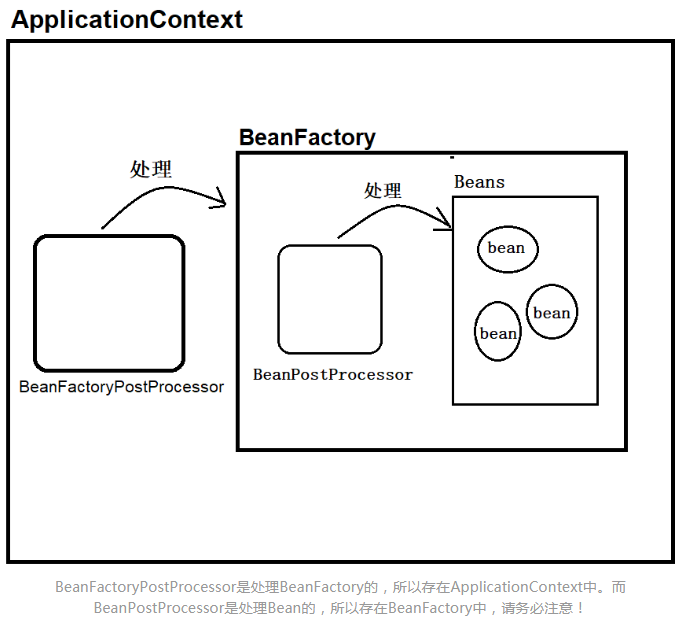 ApplicationContext
BeanFactory
处理
处理
Beans
bean
bean
bean
BeanPostProcessor
BeanFactoryPostProcessor
BeanFactoryPostProcessor是处理BeanFactory的，所以存在ApplicationContext中。而
BeanPostProcessor是处理Bean的，所以存在BeanFactory中，请务必注意！